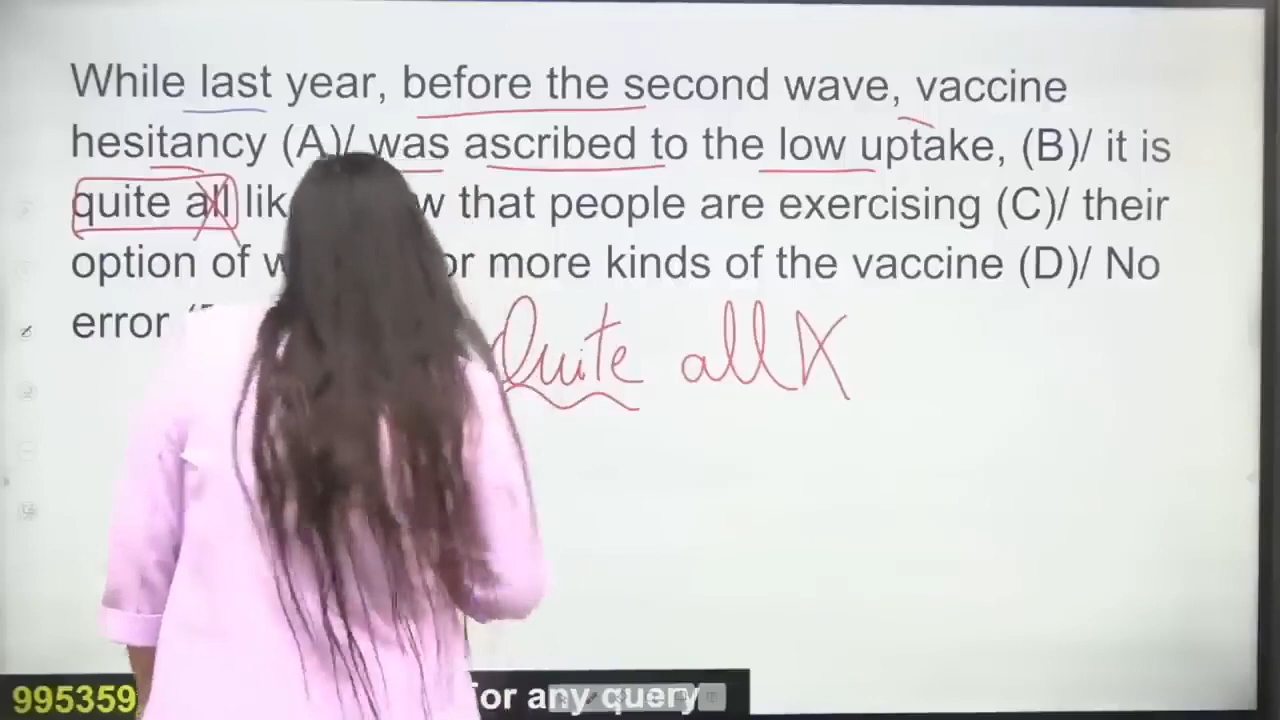 While last year, before the second wave, vaccine
hesitancy (A)/ was ascribed to the low uptake, (B)/ it is
quite all that people are exercising (C)/ their
option of more kinds of the vaccine (D)/ No
error
Quite all X
995359 for any query